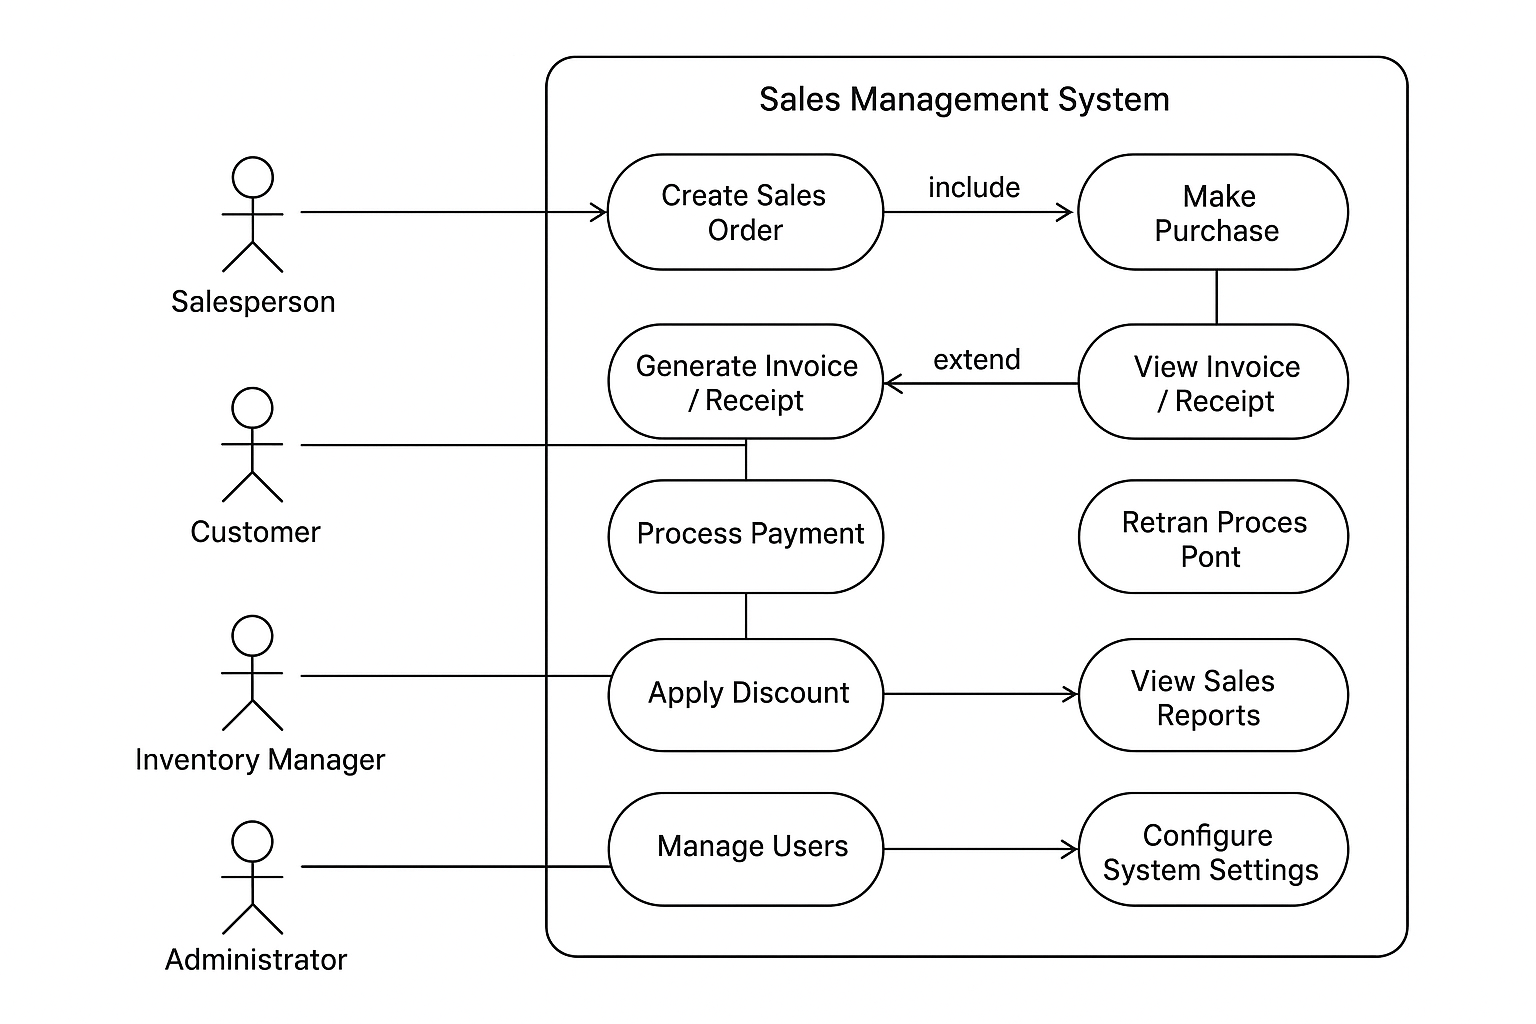 Sales Management System
Create Sales
Order
include
Make
Purchase
Salesperson
Generate Invoice
/ Receipt
extend
View Invoice
/ Receipt
Customer
Process Payment
Retran Proces
Pont
Inventory Manager
Apply Discount
View Sales
Reports
Administrator
Manage Users
Configure
System Settings